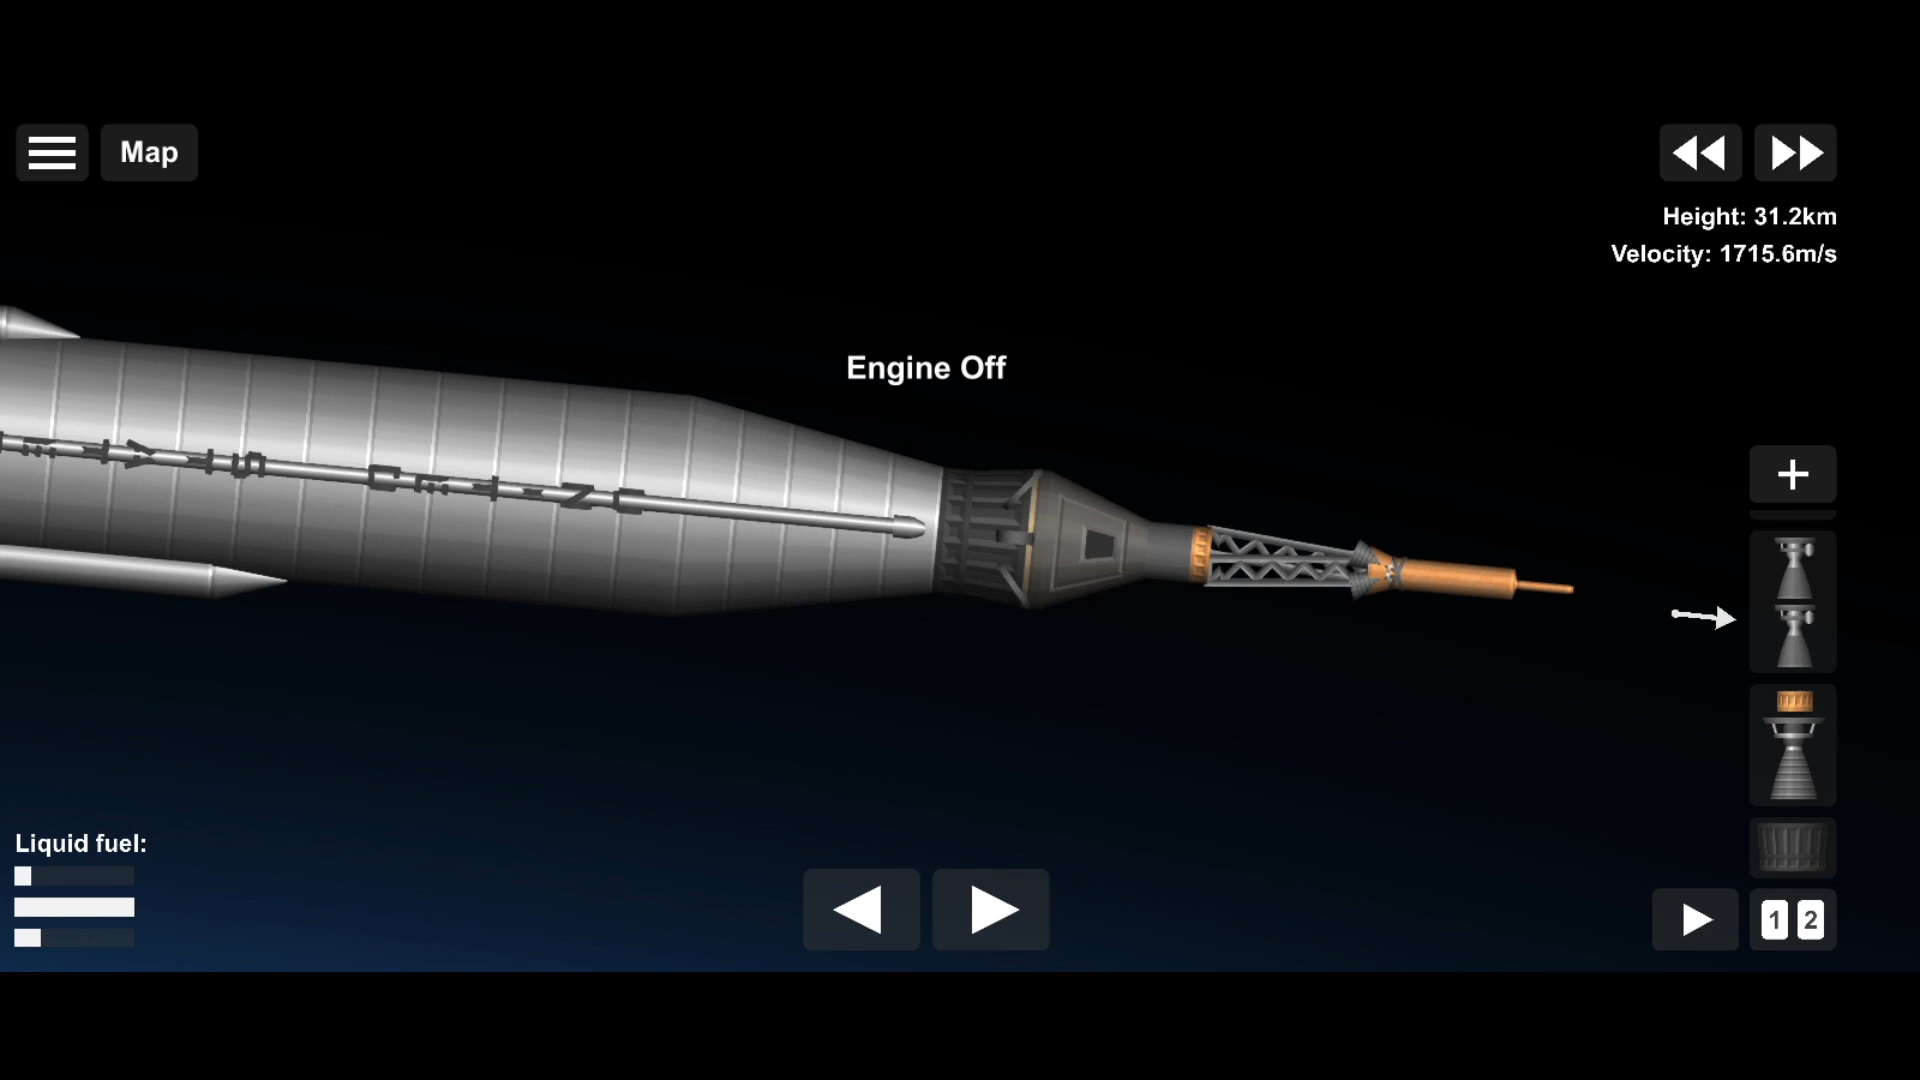 Map
Height: 31.2km
Velocity: 1715.6m/s
Engine Off
Liquid fuel:
1 2